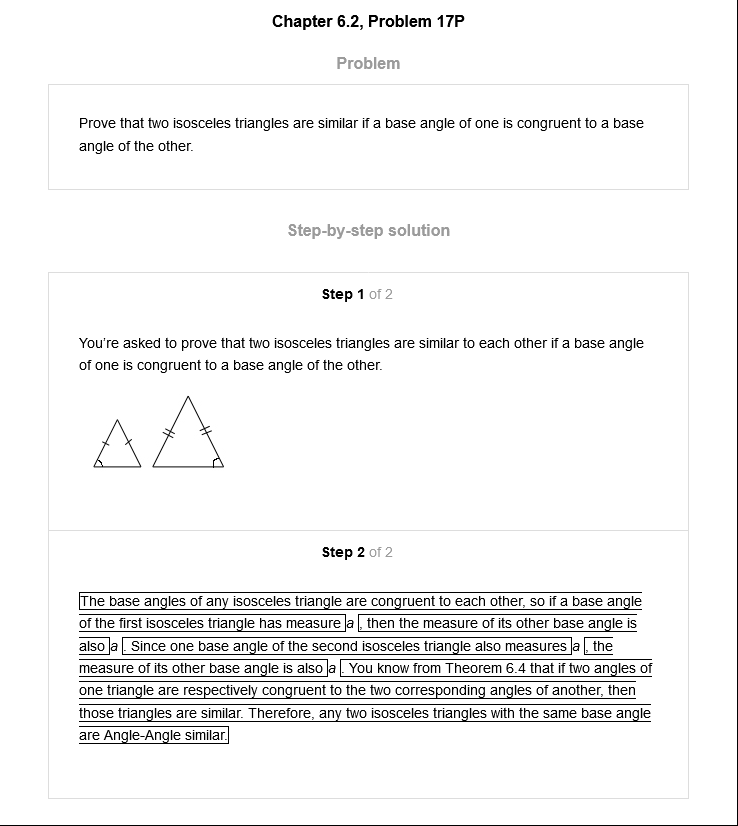 Chapter 6.2, Problem 17P
Problem
Prove that two isosceles triangles are similar if a base angle of one is congruent to a base
angle of the other.
Step-by-step solution
Step 1 of 2
You're asked to prove that two isosceles triangles are similar to each other if a base angle
of one is congruent to a base angle of the other.
Step 2 of 2
The base angles of any isosceles triangle are congruent to each other, so if a base angle
of the first isosceles triangle has measure a , then the measure of its other base angle is
also a . Since one base angle of the second isosceles triangle also measures a , the
measure of its other base angle is also a . You know from Theorem 6.4 that if two angles of
one triangle are respectively congruent to the two corresponding angles of another, then
those triangles are similar. Therefore, any two isosceles triangles with the same base angle
are Angle-Angle similar.